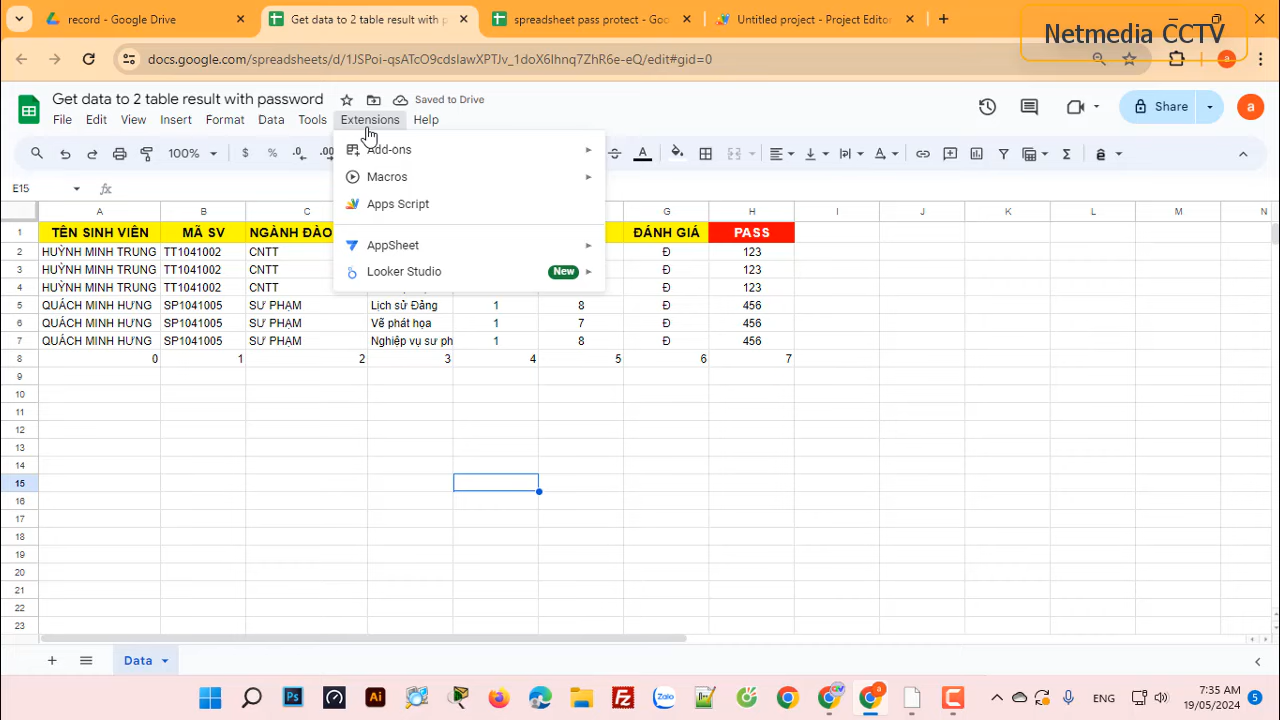 record - Google Drive
Get data to 2 table result with p
spreadsheet pass protect - Goo
Untitled project - Project Editor
Netmedia CCTV
docs.google.com/spreadsheets/d/1JSPoi-qsATcO9cdslawXPTJv_1doX6Ihnq7ZhR6e-eQ/edit#gid=0
Get data to 2 table result with password
Saved to Drive
File Edit View Insert Format Data Tools Extensions Help
Share
a
100%
$ % .0 .00
Add-ons
Macros
Apps Script
AppSheet
Looker Studio New
E15
A B C G H I J K L M N
1 TÊN SINH VIÊN MÃ SV NGÀNH ĐÀO ĐÁNH GIÁ PASS
2 HUỲNH MINH TRUNG TT1041002 CNTT Đ 123
3 HUỲNH MINH TRUNG TT1041002 CNTT Đ 123
4 HUỲNH MINH TRUNG TT1041002 CNTT Đ 123
5 QUÁCH MINH HƯNG SP1041005 SƯ PHẠM Lịch sử Đảng 1 8 Đ 456
6 QUÁCH MINH HƯNG SP1041005 SƯ PHẠM Vẽ phát họa 1 7 Đ 456
7 QUÁCH MINH HƯNG SP1041005 SƯ PHẠM Nghiệp vụ sư ph 1 8 Đ 456
8 0 1 2 3 4 5 6 7
9
10
11
12
13
14
15
16
17
18
19
20
21
22
23
Data
Zalo
ENG
7:35 AM
19/05/2024
5